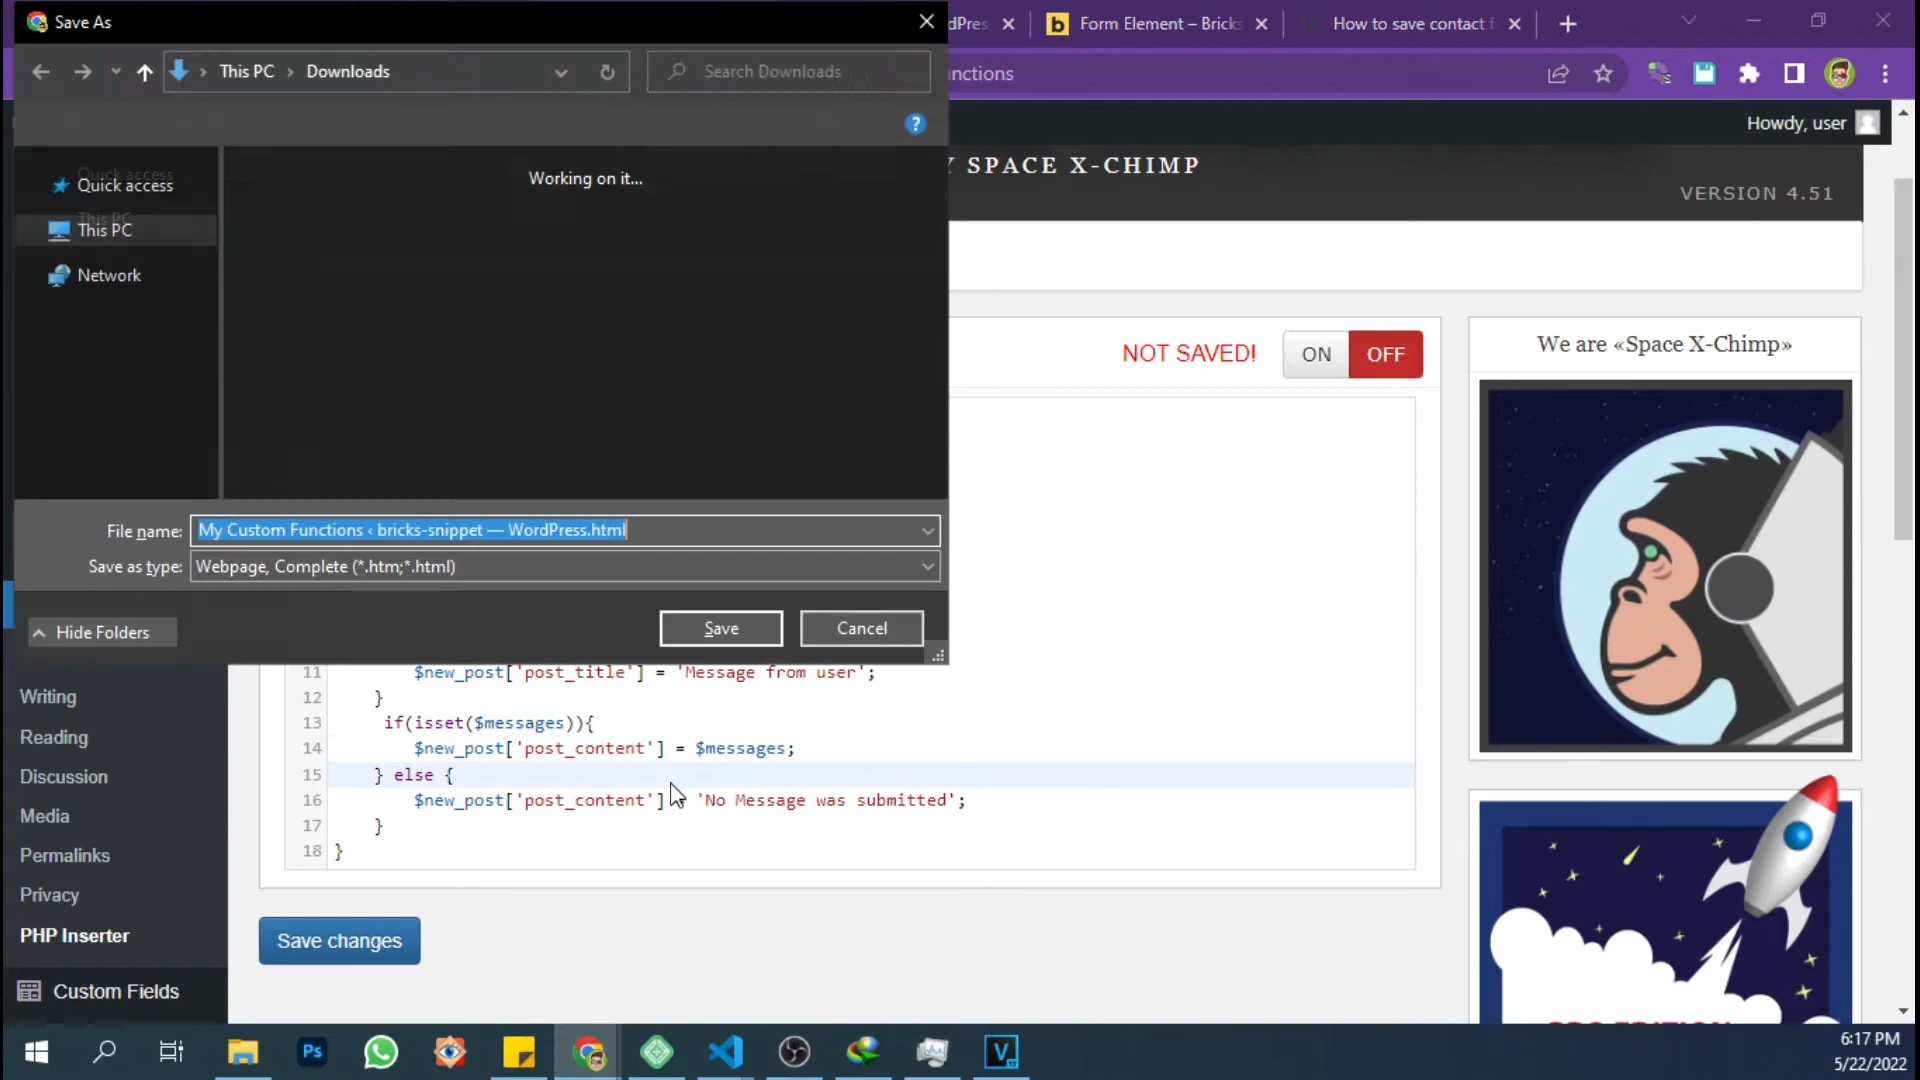 Save As
dPres
Form Element – Bricks
How to save contact f
This PC
Downloads
Search Downloads
nctions
Howdy, user
Quick access
Quick access
This PC
This PC
Network
Working on it...
SPACE X-CHIMP
VERSION 4.51
NOT SAVED!
ON
OFF
We are «Space X-Chimp»
File name:
My Custom Functions ‹ bricks-snippet — WordPress.html
Save as type:
Webpage, Complete (*.htm;*.html)
Hide Folders
Save
Cancel
11 $new_post['post_title'] = 'Message from user';
12 }
13 if(isset($messages)){
14 $new_post['post_content'] = $messages;
15 } else {
16 $new_post['post_content'] 'No Message was submitted';
17 }
18 }
Writing
Reading
Discussion
Media
Permalinks
Privacy
PHP Inserter
Custom Fields
Save changes
Ps
V
6:17 PM
5/22/2022